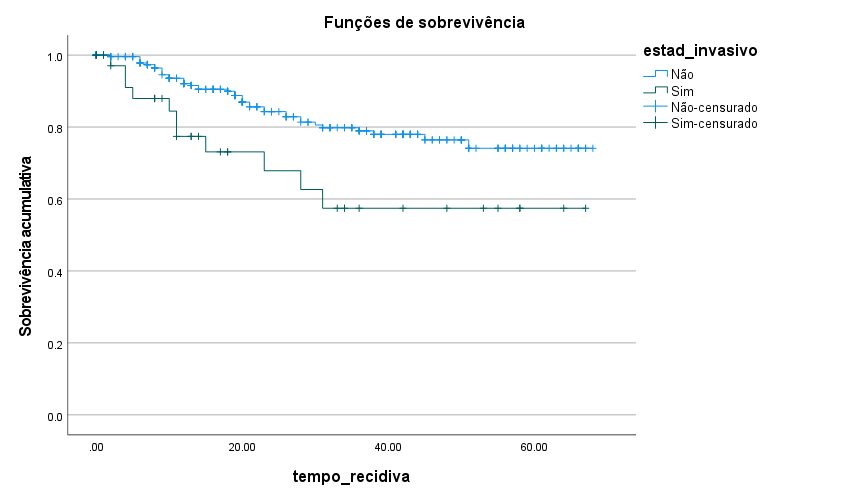 Funções de sobrevivência
estad_invasivo
Não
Sim
Não-censurado
Sim-censurado
Sobrevivência acumulativa
1.0
0.8
0.6
0.4
0.2
0.0
.00
20.00
40.00
60.00
tempo_recidiva